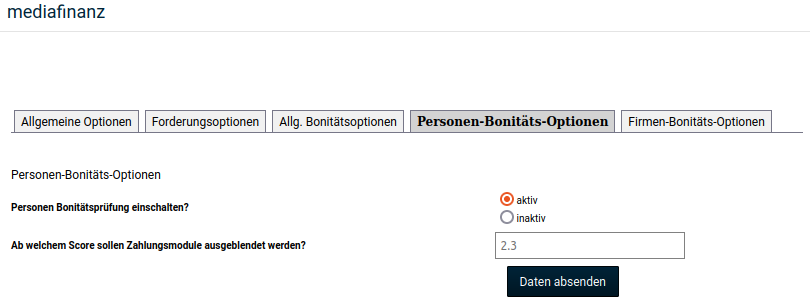 mediafinanz
Allgemeine Optionen Forderungsoptionen Allg. Bonitätsoptionen Personen-Bonitäts-Optionen Firmen-Bonitäts-Optionen
Personen-Bonitäts-Optionen
Personen Bonitätsprüfung einschalten?
aktiv
inaktiv
Ab welchem Score sollen Zahlungsmodule ausgeblendet werden?
2.3
Daten absenden